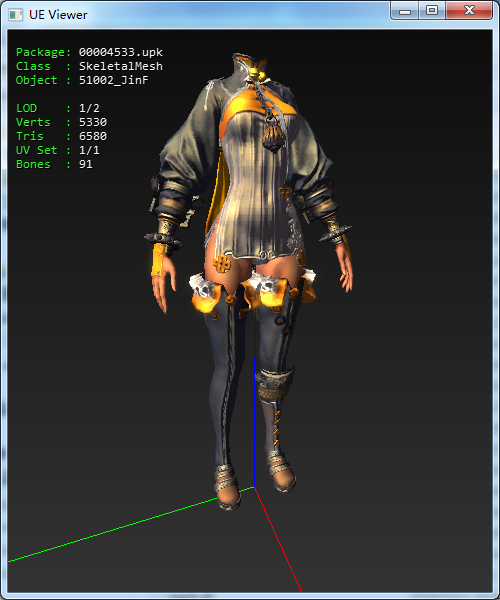 UE Viewer
Package: 00004533.upk
Class  : SkeletalMesh
Object : 51002_JinF
LOD    : 1/2
Verts  : 5330
Tris   : 6580
UV Set : 1/1
Bones  : 91